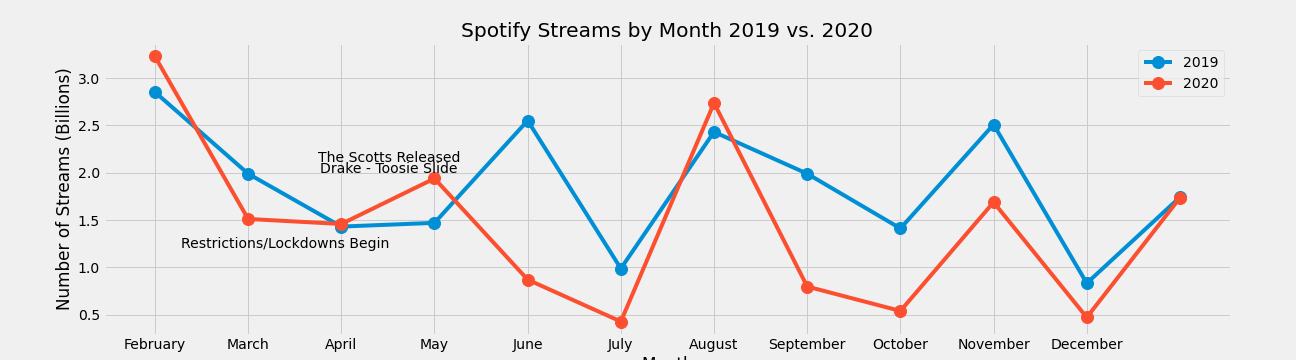 Spotify Streams by Month 2019 vs. 2020
Number of Streams (Billions)
3.0
2.5
2.0
1.5
1.0
0.5
2019
2020
The Scotts Released
Drake - Toosie Slide
Restrictions/Lockdowns Begin
February March April May June July August September October November December
Month